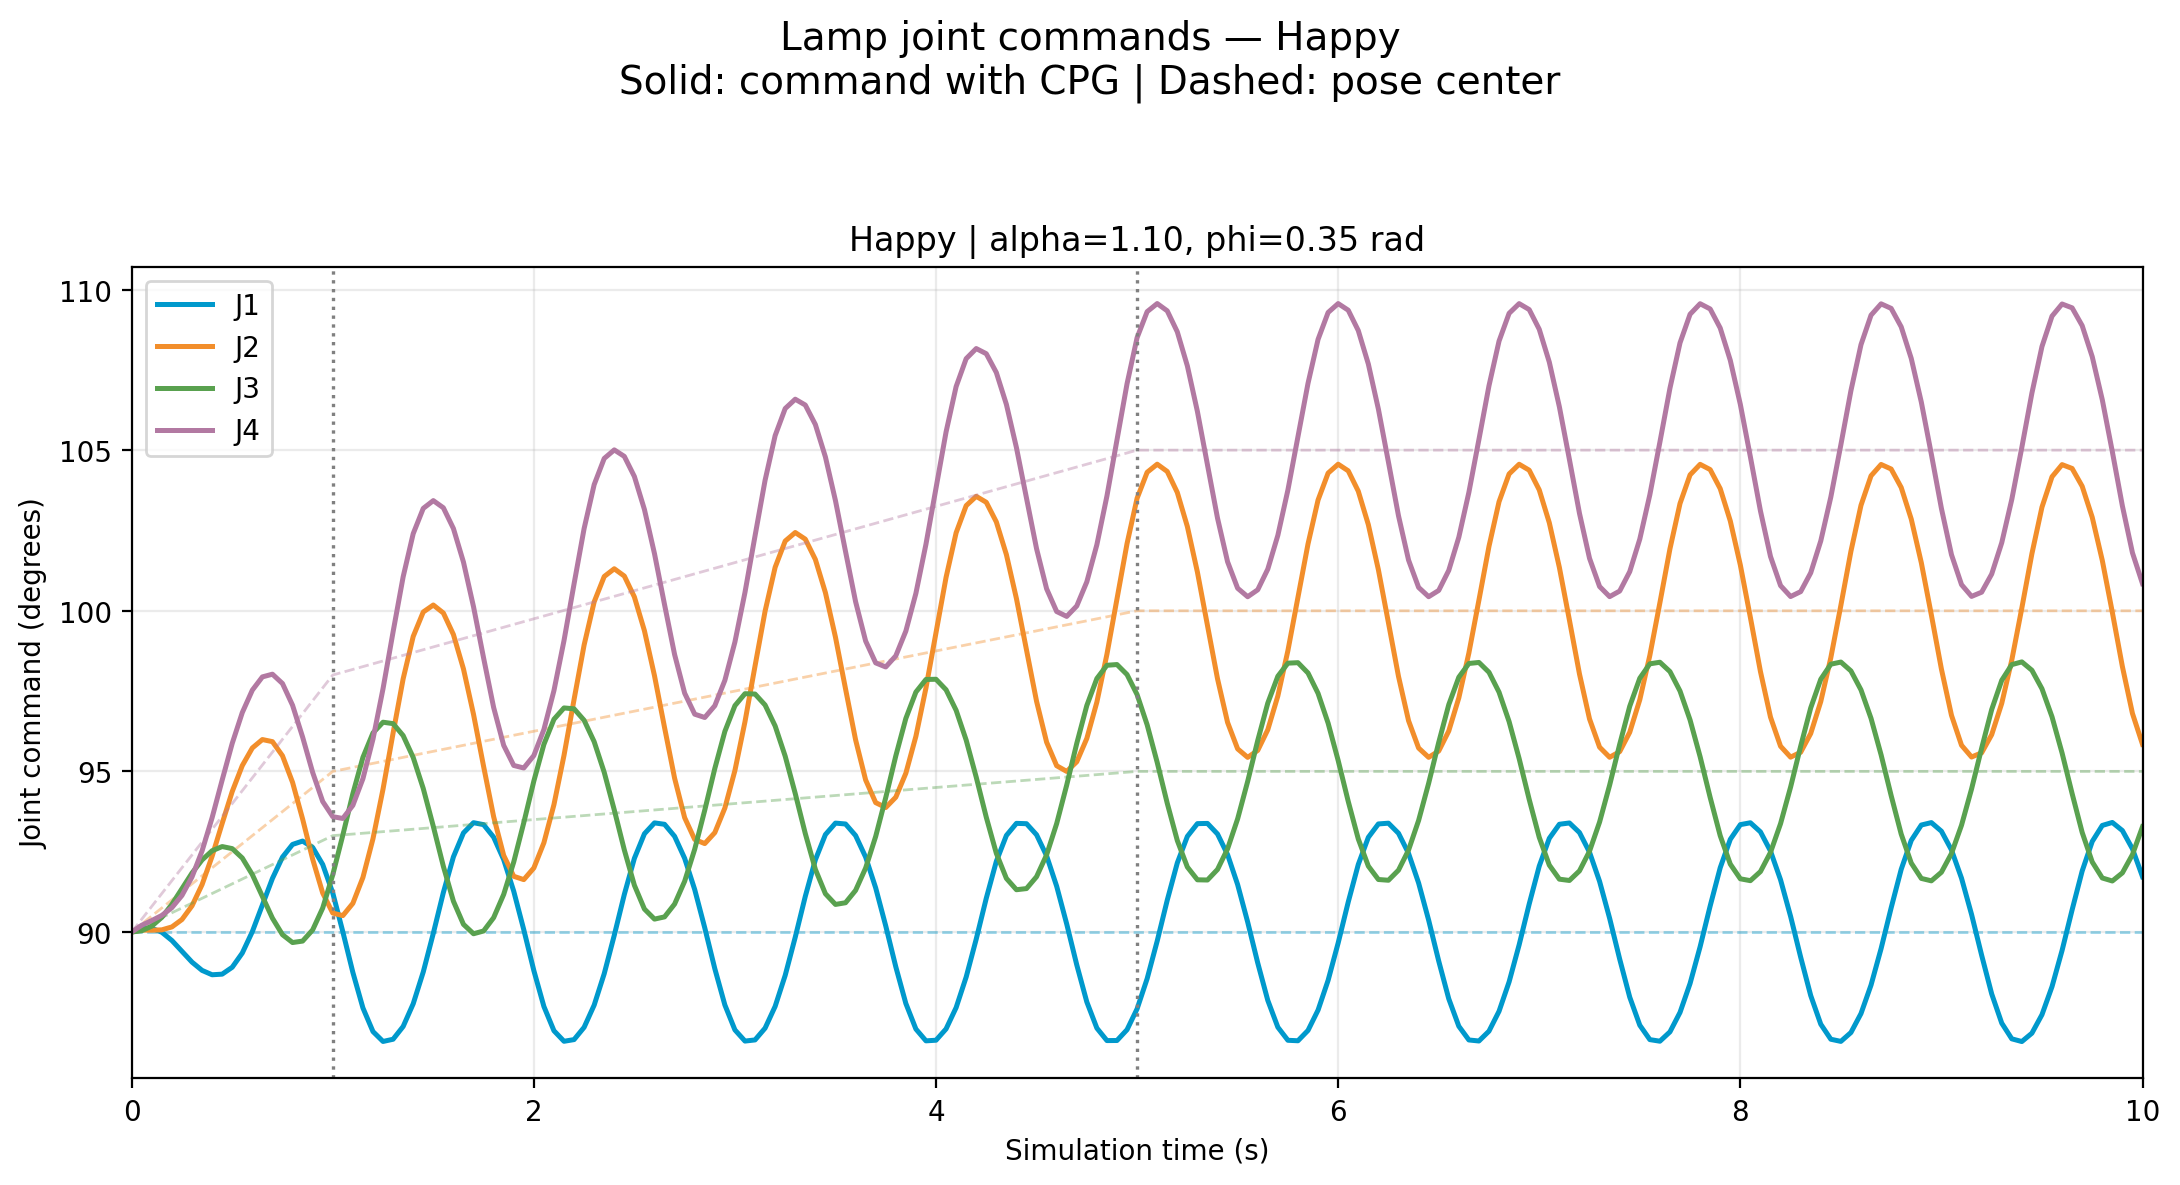 Lamp joint commands — Happy
Solid: command with CPG | Dashed: pose center
Happy | alpha=1.10, phi=0.35 rad
J1
J2
J3
J4
Joint command (degrees)
110
105
100
95
90
0
2
4
6
8
10
Simulation time (s)